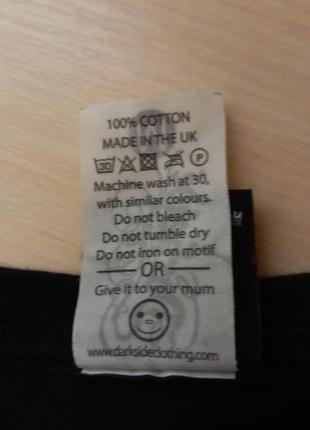 100% COTTON
MADE IN THE UK
30 P
Machine wash at 30,
with similar colours.
Do not bleach
Do not tumble dry
Do not iron on motif
OR
Give it to your mum
www.darksideclothing.com